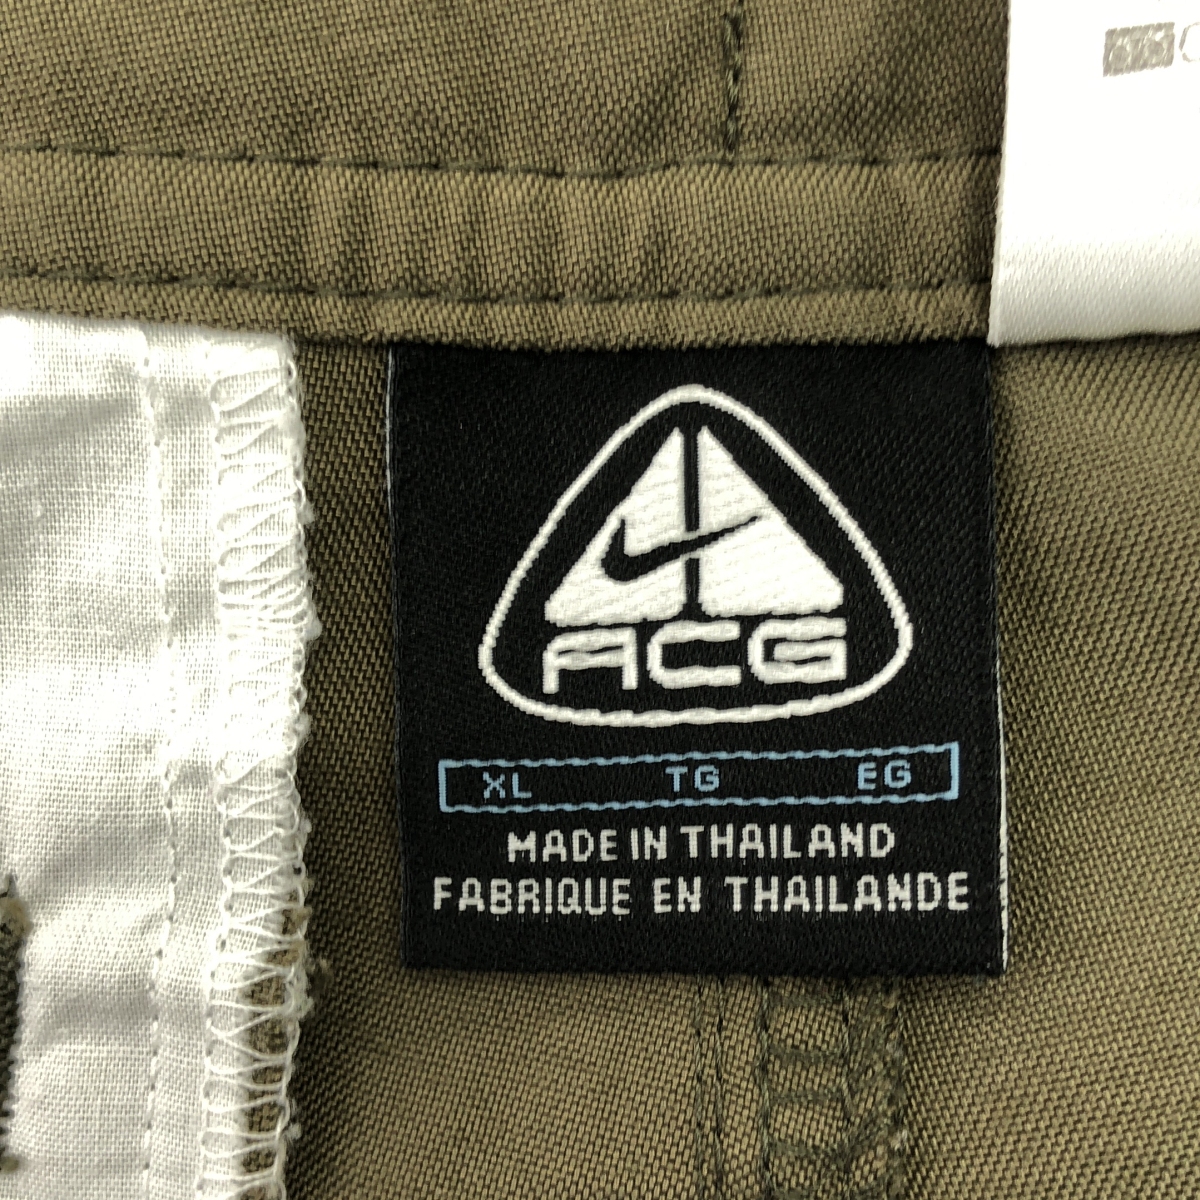 ACG
XL TG EG
MADE IN THAILAND
FABRIQUE EN THAILANDE